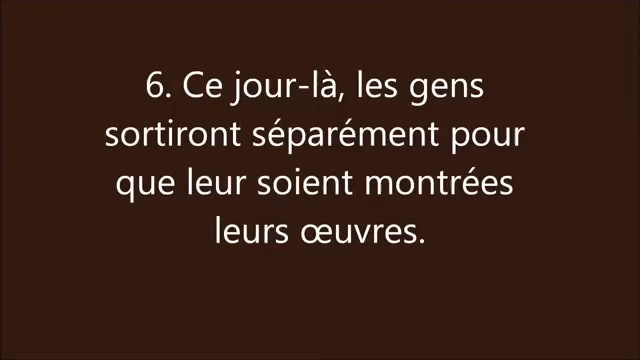 6. Ce jour-là, les gens
sortiront séparément pour
que leur soient montrées
leurs œuvres.